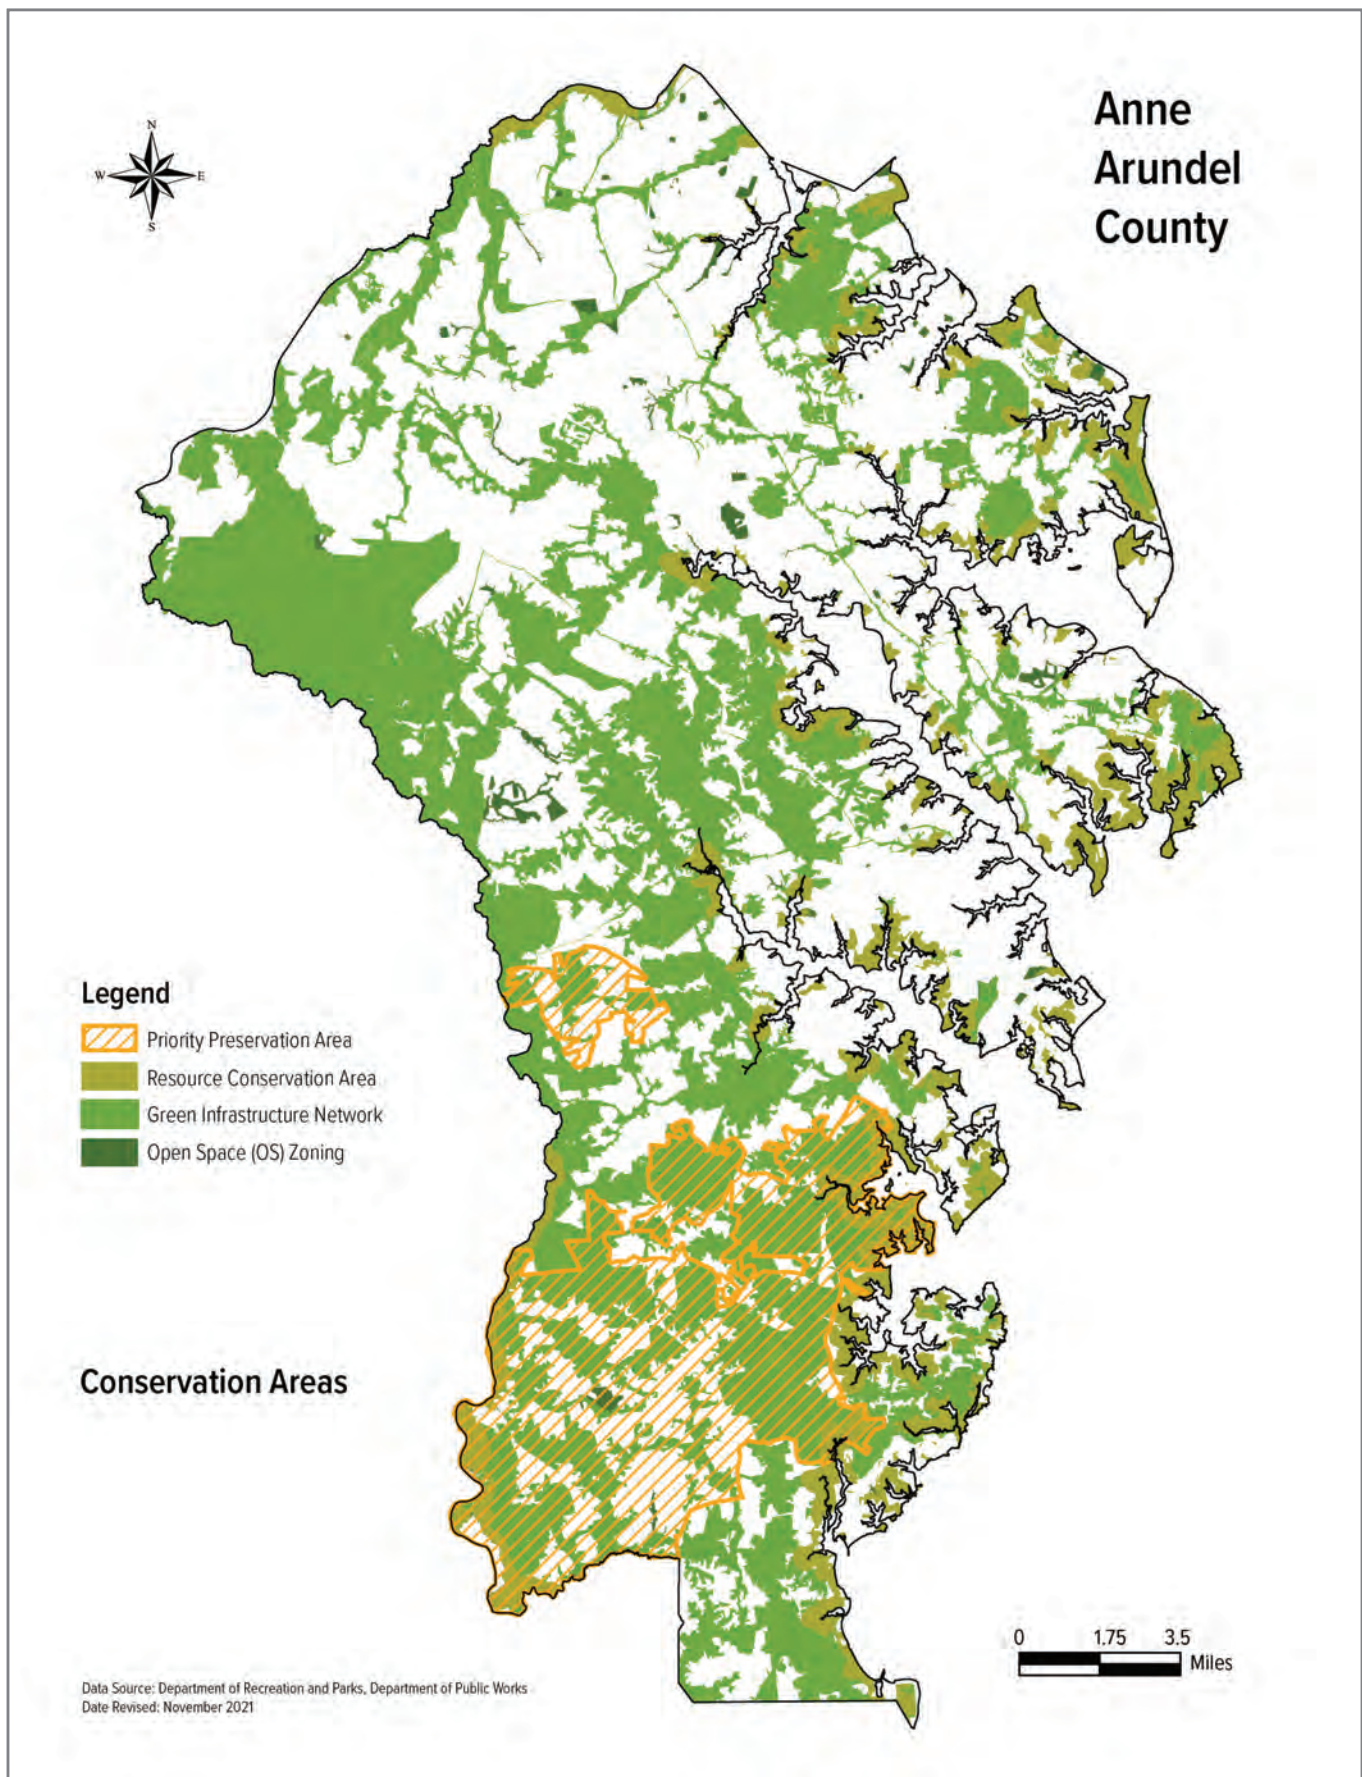 Anne
Arundel
County
N
W
E
S
Legend
Priority Preservation Area
Resource Conservation Area
Green Infrastructure Network
Open Space (OS) Zoning
Conservation Areas
0 1.75 3.5
Miles
Data Source: Department of Recreation and Parks, Department of Public Works
Date Revised: November 2021